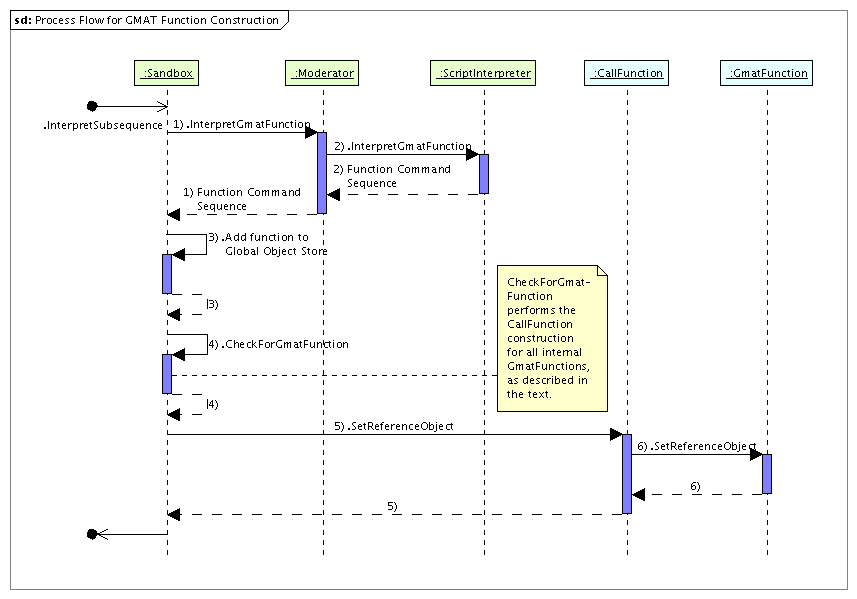 sd: Process Flow for GMAT Function Construction
:Sandbox
:Moderator
:ScriptInterpreter
:CallFunction
:GmatFunction
.InterpretSubsequence
1).InterpretGmatFunction
2).InterpretGmatFunction
2) Function Command
Sequence
1) Function Command
Sequence
3).Add function to
Global Object Store
3)
CheckForGmat-
Function
performs the
CallFunction
construction
for all internal
GmatFunctions,
as described in
the text.
4).CheckForGmatFunction
4)
5).SetReferenceObject
6).SetReferenceObject
6)
5)